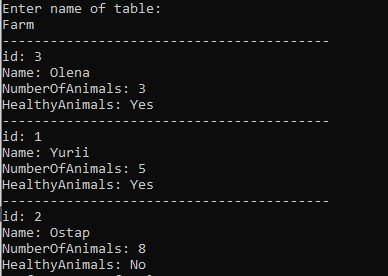 Enter name of table:
Farm
-----------------------------------------
id: 3
Name: Olena
NumberOfAnimals: 3
HealthyAnimals: Yes
-----------------------------------------
id: 1
Name: Yurii
NumberOfAnimals: 5
HealthyAnimals: Yes
-----------------------------------------
id: 2
Name: Ostap
NumberOfAnimals: 8
HealthyAnimals: No